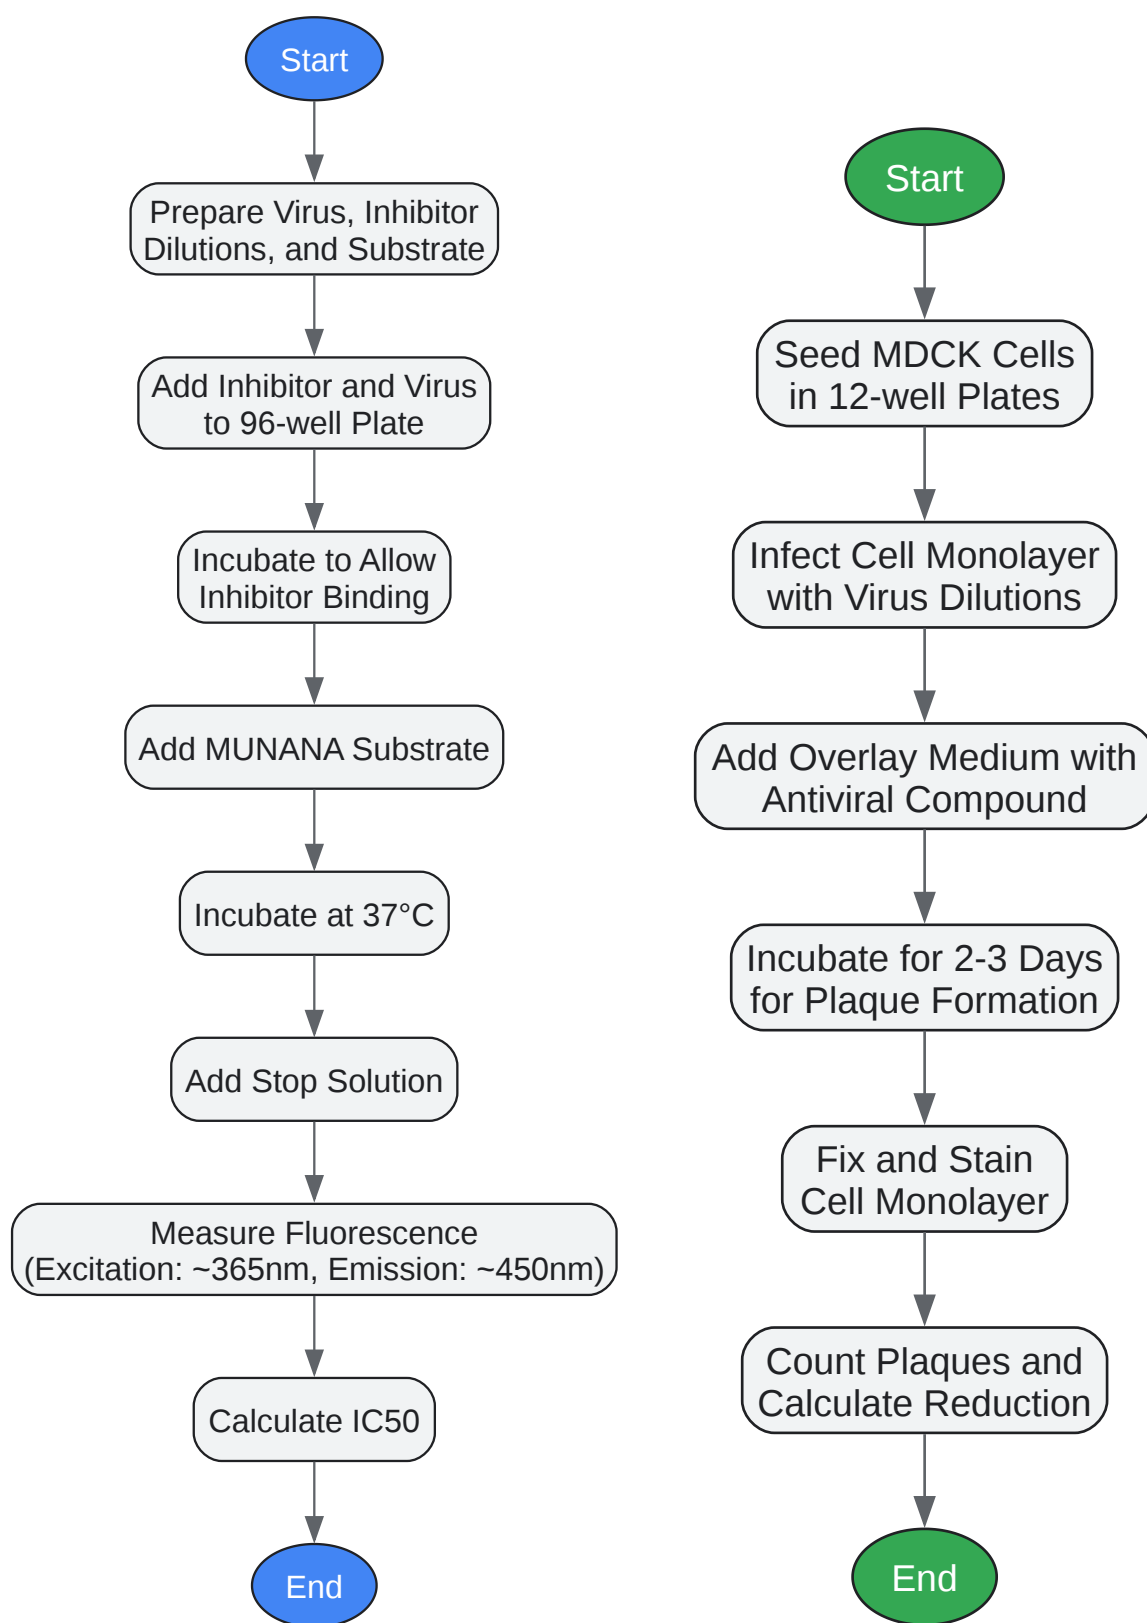 Start
Prepare Virus, Inhibitor
Dilutions, and Substrate
Add Inhibitor and Virus
to 96-well Plate
Incubate to Allow
Inhibitor Binding
Add MUNANA Substrate
Incubate at 37°C
Add Stop Solution
Measure Fluorescence
(Excitation: ~365nm, Emission: ~450nm)
Calculate IC50
End
Start
Seed MDCK Cells
in 12-well Plates
Infect Cell Monolayer
with Virus Dilutions
Add Overlay Medium with
Antiviral Compound
Incubate for 2-3 Days
for Plaque Formation
Fix and Stain
Cell Monolayer
Count Plaques and
Calculate Reduction
End